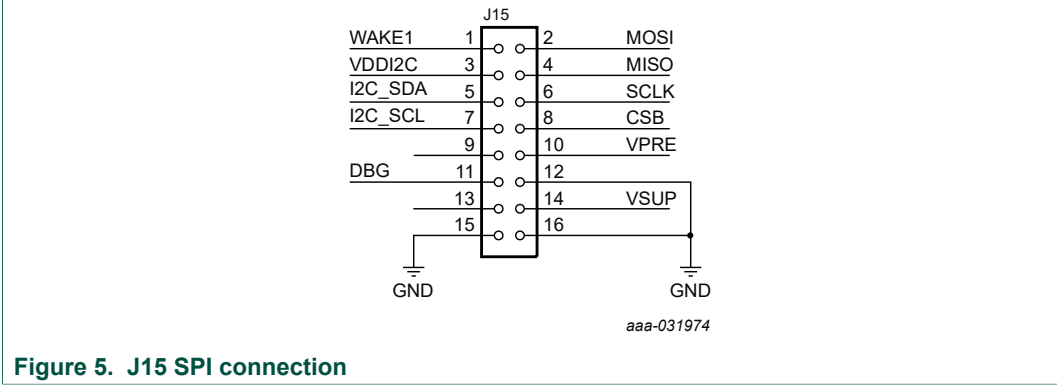 J15
WAKE1 1 2 MOSI
VDDI2C 3 4 MISO
I2C_SDA 5 6 SCLK
I2C_SCL 7 8 CSB
9 10 VPRE
DBG 11 12
13 14 VSUP
15 16
GND GND
aaa-031974
Figure 5. J15 SPI connection